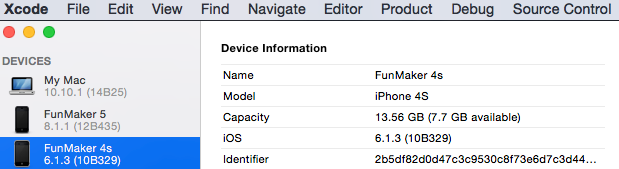 Xcode File Edit View Find Navigate Editor Product Debug Source Control
DEVICES
My Mac
10.10.1 (14B25)
FunMaker 5
8.1.1 (12B435)
FunMaker 4s
6.1.3 (10B329)
Device Information
Name FunMaker 4s
Model iPhone 4S
Capacity 13.56 GB (7.7 GB available)
iOS 6.1.3 (10B329)
Identifier 2b5df82d0d47c3c9530c8f73e6d7c3d44...